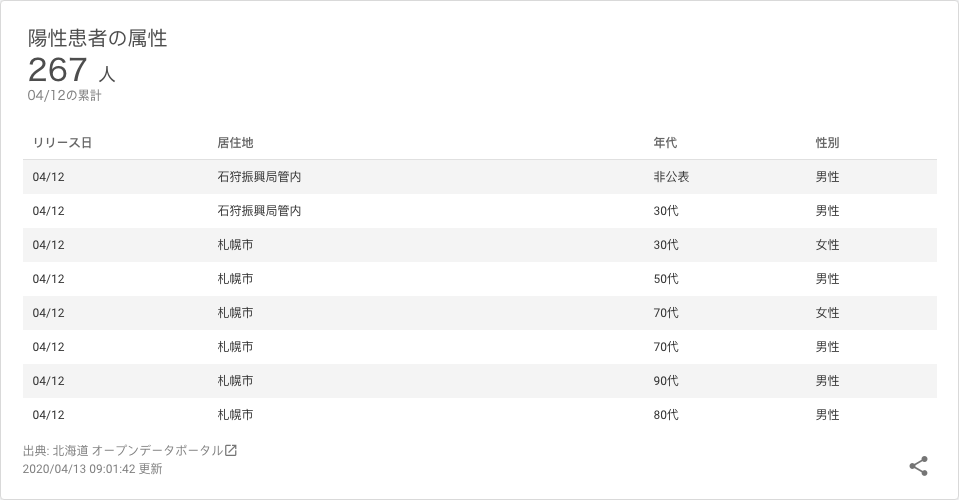 陽性患者の属性
267 人
04/12の累計
リリース日 居住地 年代 性別
04/12 石狩振興局管内 非公表 男性
04/12 石狩振興局管内 30代 男性
04/12 札幌市 30代 女性
04/12 札幌市 50代 男性
04/12 札幌市 70代 女性
04/12 札幌市 70代 男性
04/12 札幌市 90代 男性
04/12 札幌市 80代 男性
出典: 北海道 オープンデータポータル
2020/04/13 09:01:42 更新